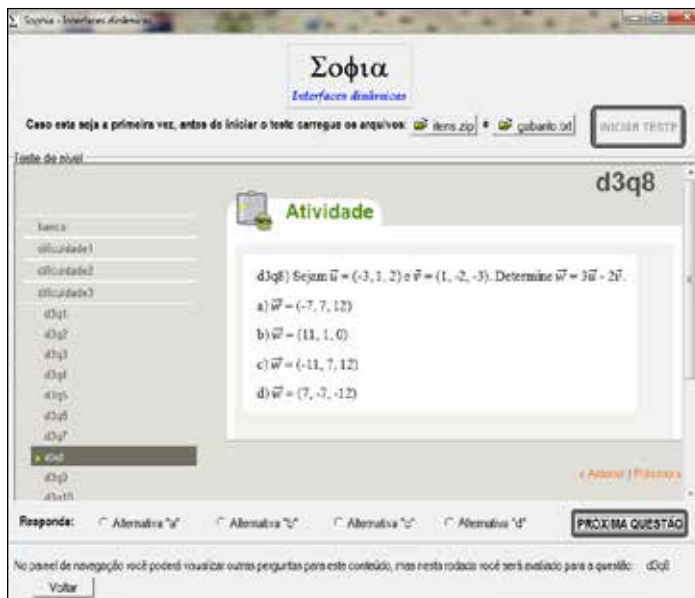 Σ Sophia - Interfaces dinâmicas
Σοφια
Interfaces dinâmicas
Caso esta seja a primeira vez, antes de iniciar o teste carregue os arquivos: itens.zip e gabarito.txt
INICIAR TESTE
Teste de nível
d3q8
Atividade
banco
dificuldade1
dificuldade2
dificuldade3
d3q1
d3q2
d3q3
d3q4
d3q5
d3q6
d3q7
d3q8
d3q9
d3q10
d3q8) Sejam u⃗ = (-3, 1, 2) e v⃗ = (1, -2, -3). Determine w⃗ = 3u⃗ - 2v⃗.
a) w⃗ = (-7, 7, 12)
b) w⃗ = (11, 1, 0)
c) w⃗ = (-11, 7, 12)
d) w⃗ = (7, -7, -12)
« Anterior | Próximo »
Responda: Alternativa "a" Alternativa "b" Alternativa "c" Alternativa "d" PRÓXIMA QUESTÃO
No painel de navegação você poderá visualizar outras perguntas para este conteúdo, mas nesta rodada você será avaliado para a questão: d3q8
Voltar